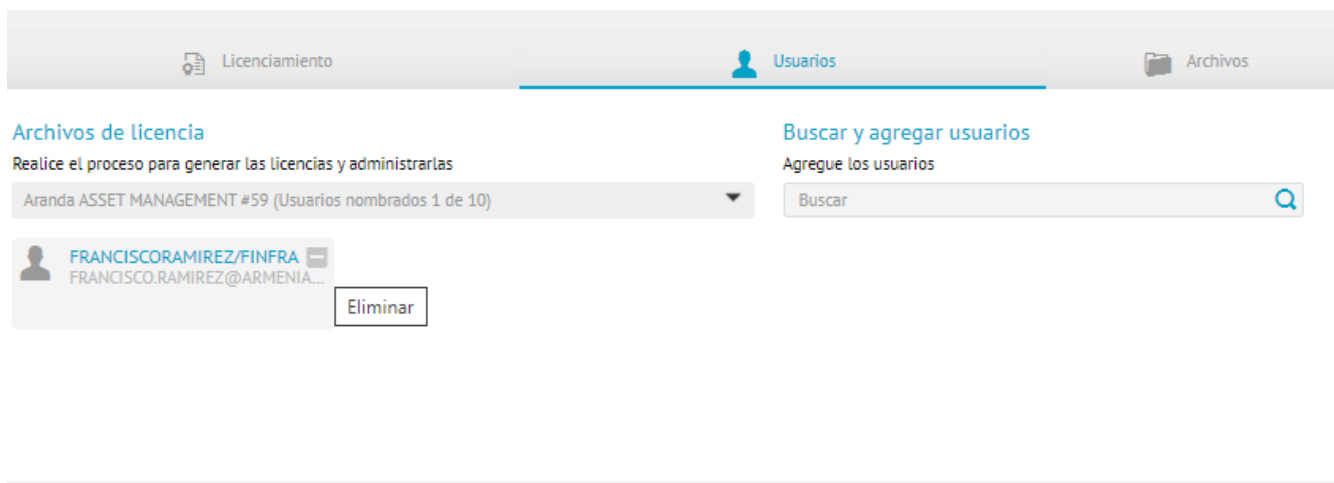 Licenciamiento
Usuarios
Archivos
Archivos de licencia
Realice el proceso para generar las licencias y administrarlas
Aranda ASSET MANAGEMENT #59 (Usuarios nombrados 1 de 10)
FRANCISCORAMIREZ/FINFRA
FRANCISCO.RAMIREZ@ARMENIA...
Eliminar
Buscar y agregar usuarios
Agregue los usuarios
Buscar